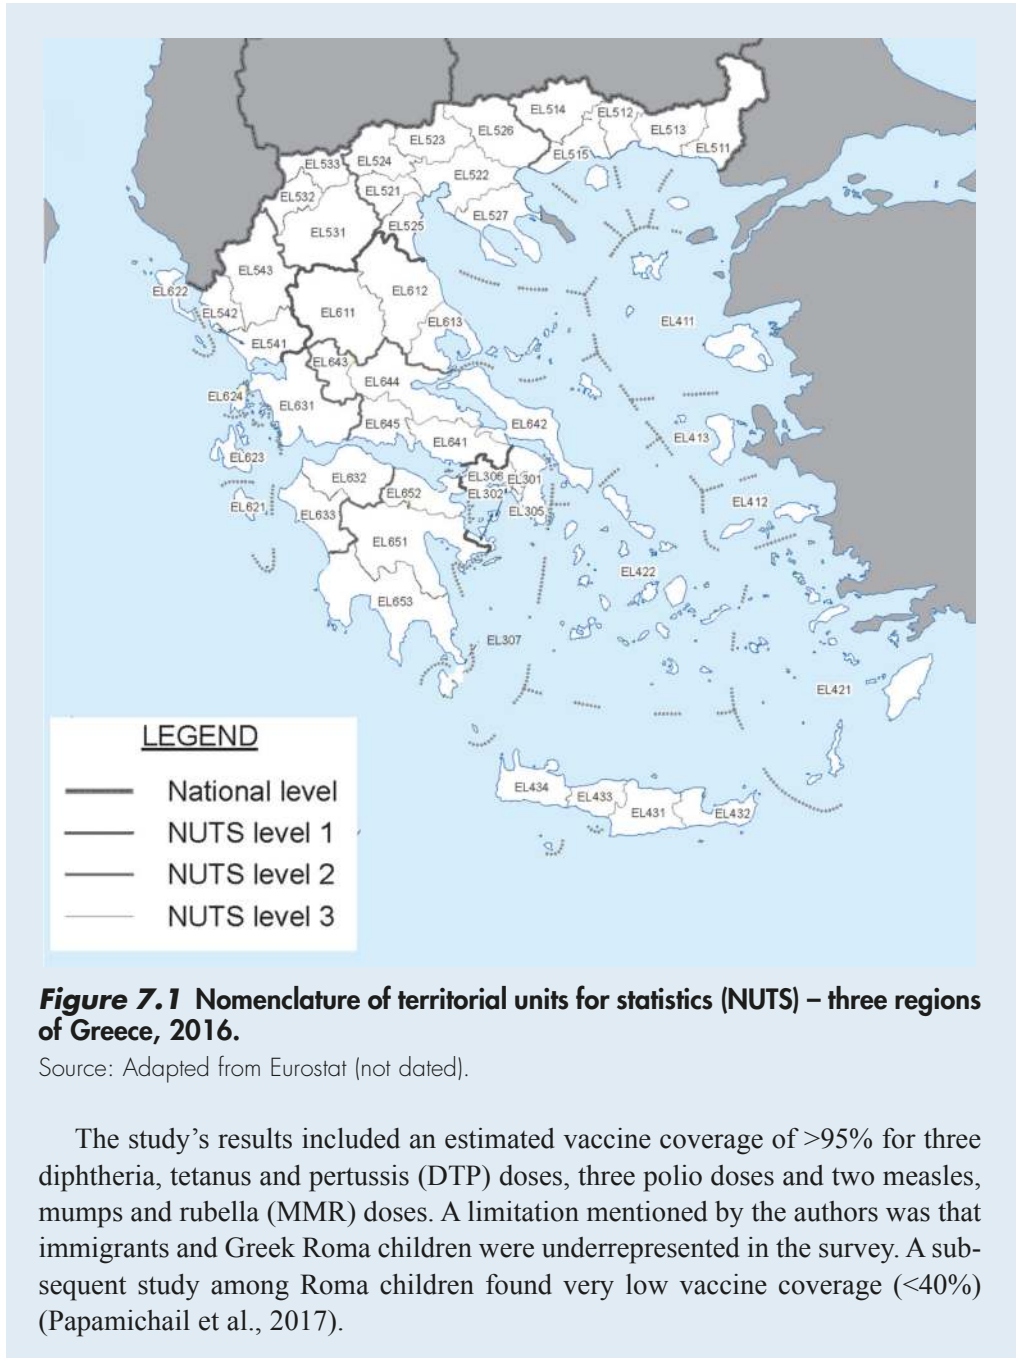 EL514
EL512
EL523
EL526
EL513
EL515
EL511
EL533
EL524
EL522
EL532
EL521
EL527
EL525
EL531
EL543
EL622
EL612
EL542
EL611
EL613
EL411
EL541
EL643
EL644
EL624
EL631
EL645
EL642
EL641
EL413
EL623
EL632
EL306
EL301
EL652
EL302
EL621
EL633
EL305
EL412
EL651
EL422
EL653
EL307
EL421
LEGEND
National level
NUTS level 1
NUTS level 2
NUTS level 3
EL434
EL433
EL431
EL432
Figure 7.1 Nomenclature of territorial units for statistics (NUTS) – three regions
of Greece, 2016.
Source: Adapted from Eurostat (not dated).
The study’s results included an estimated vaccine coverage of >95% for three
diphtheria, tetanus and pertussis (DTP) doses, three polio doses and two measles,
mumps and rubella (MMR) doses. A limitation mentioned by the authors was that
immigrants and Greek Roma children were underrepresented in the survey. A sub-
sequent study among Roma children found very low vaccine coverage (<40%)
(Papamichail et al., 2017).